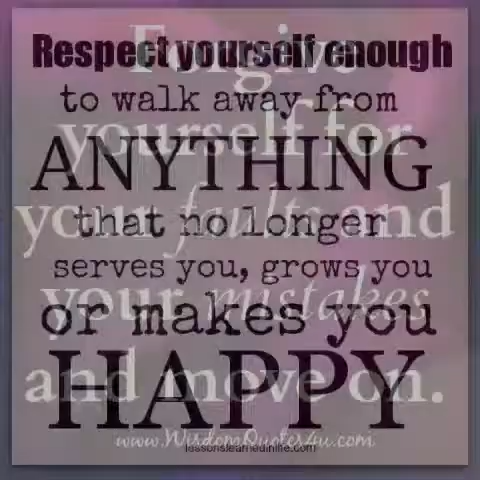 Respect yourself enough
to walk away from
ANYTHING
that no longer
serves you, grows you
or makes you
HAPPY
lessonslearnedinlife.com
Forgive
yourself for
your faults and
your mistakes
and move on.
www.WisdomQuotes4u.com